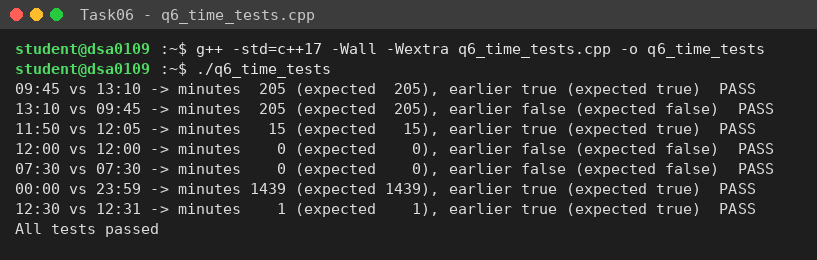 Task06 - q6_time_tests.cpp
student@dsa0109 :~$ g++ -std=c++17 -Wall -Wextra q6_time_tests.cpp -o q6_time_tests
student@dsa0109 :~$ ./q6_time_tests
09:45 vs 13:10 -> minutes  205 (expected  205), earlier true (expected true)  PASS
13:10 vs 09:45 -> minutes  205 (expected  205), earlier false (expected false)  PASS
11:50 vs 12:05 -> minutes   15 (expected   15), earlier true (expected true)  PASS
12:00 vs 12:00 -> minutes    0 (expected    0), earlier false (expected false)  PASS
07:30 vs 07:30 -> minutes    0 (expected    0), earlier false (expected false)  PASS
00:00 vs 23:59 -> minutes 1439 (expected 1439), earlier true (expected true)  PASS
12:30 vs 12:31 -> minutes    1 (expected    1), earlier true (expected true)  PASS
All tests passed